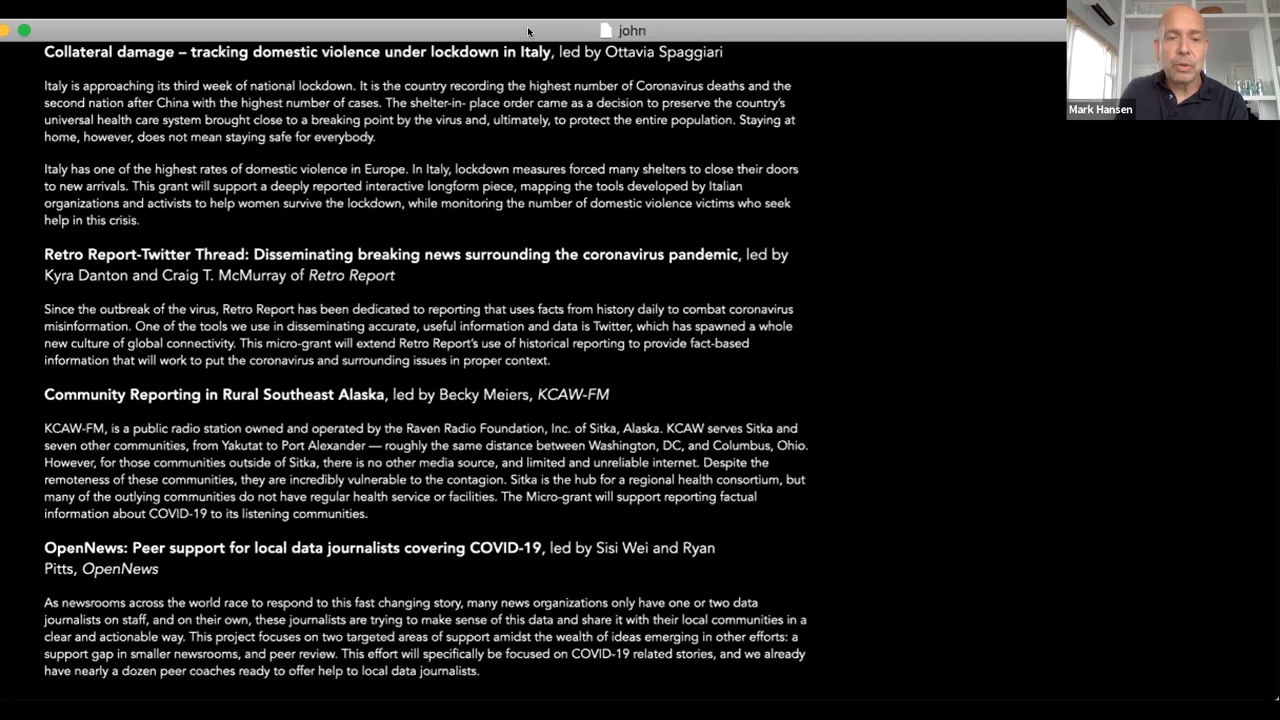 john
Mark Hansen
Collateral damage – tracking domestic violence under lockdown in Italy, led by Ottavia Spaggiari
Italy is approaching its third week of national lockdown. It is the country recording the highest number of Coronavirus deaths and the
second nation after China with the highest number of cases. The shelter-in- place order came as a decision to preserve the country's
universal health care system brought close to a breaking point by the virus and, ultimately, to protect the entire population. Staying at
home, however, does not mean staying safe for everybody.
Italy has one of the highest rates of domestic violence in Europe. In Italy, lockdown measures forced many shelters to close their doors
to new arrivals. This grant will support a deeply reported interactive longform piece, mapping the tools developed by Italian
organizations and activists to help women survive the lockdown, while monitoring the number of domestic violence victims who seek
help in this crisis.
Retro Report-Twitter Thread: Disseminating breaking news surrounding the coronavirus pandemic, led by
Kyra Danton and Craig T. McMurray of Retro Report
Since the outbreak of the virus, Retro Report has been dedicated to reporting that uses facts from history daily to combat coronavirus
misinformation. One of the tools we use in disseminating accurate, useful information and data is Twitter, which has spawned a whole
new culture of global connectivity. This micro-grant will extend Retro Report's use of historical reporting to provide fact-based
information that will work to put the coronavirus and surrounding issues in proper context.
Community Reporting in Rural Southeast Alaska, led by Becky Meiers, KCAW-FM
KCAW-FM, is a public radio station owned and operated by the Raven Radio Foundation, Inc. of Sitka, Alaska. KCAW serves Sitka and
seven other communities, from Yakutat to Port Alexander — roughly the same distance between Washington, DC, and Columbus, Ohio.
However, for those communities outside of Sitka, there is no other media source, and limited and unreliable internet. Despite the
remoteness of these communities, they are incredibly vulnerable to the contagion. Sitka is the hub for a regional health consortium, but
many of the outlying communities do not have regular health service or facilities. The Micro-grant will support reporting factual
information about COVID-19 to its listening communities.
OpenNews: Peer support for local data journalists covering COVID-19, led by Sisi Wei and Ryan
Pitts, OpenNews
As newsrooms across the world race to respond to this fast changing story, many news organizations only have one or two data
journalists on staff, and on their own, these journalists are trying to make sense of this data and share it with their local communities in a
clear and actionable way. This project focuses on two targeted areas of support amidst the wealth of ideas emerging in other efforts: a
support gap in smaller newsrooms, and peer review. This effort will specifically be focused on COVID-19 related stories, and we already
have nearly a dozen peer coaches ready to offer help to local data journalists.